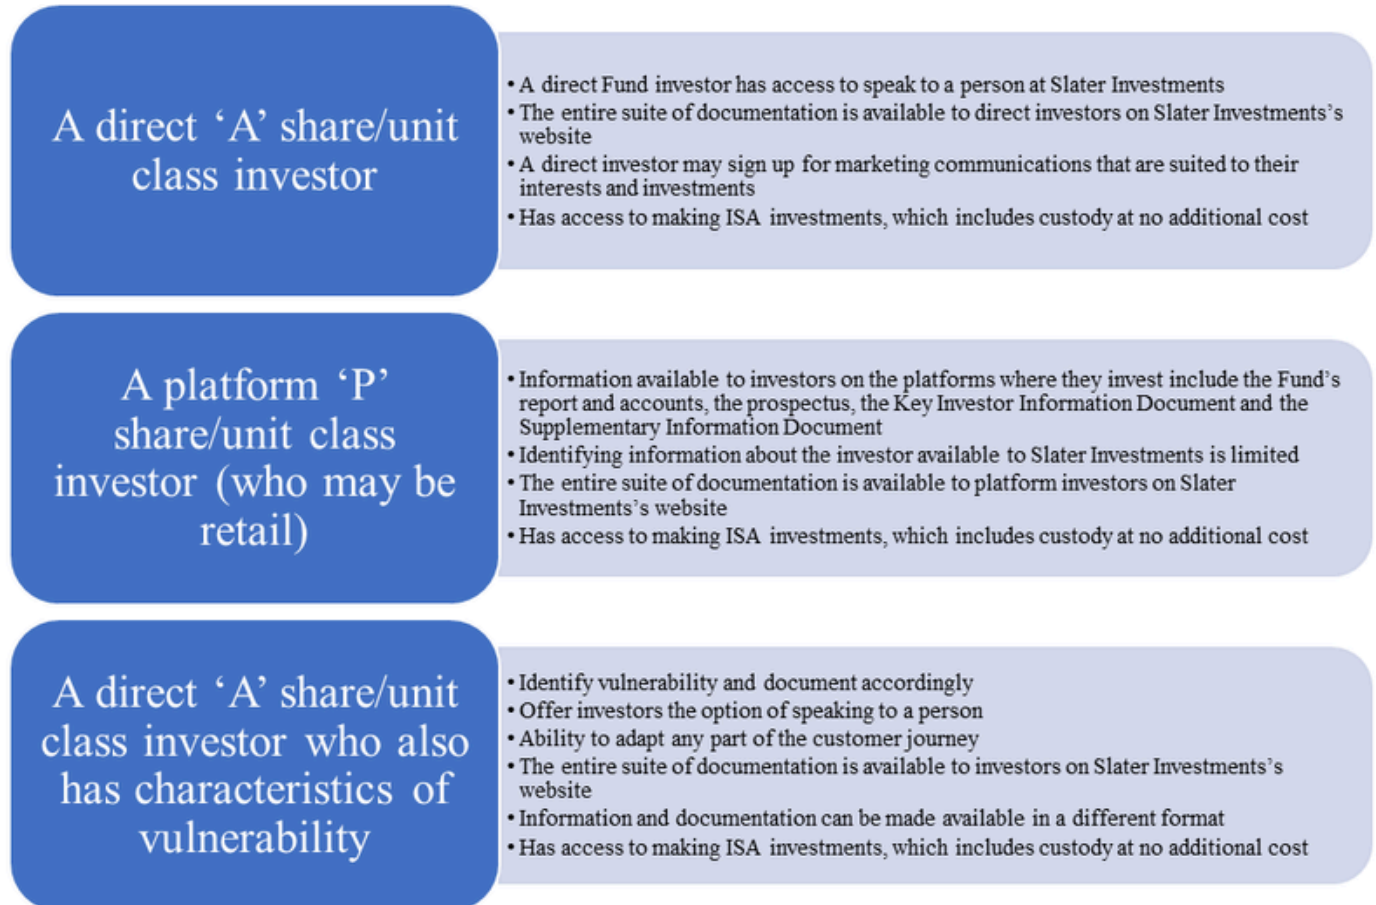 A direct ‘A’ share/unit
class investor
• A direct Fund investor has access to speak to a person at Slater Investments
• The entire suite of documentation is available to direct investors on Slater Investments’s
website
• A direct investor may sign up for marketing communications that are suited to their
interests and investments
• Has access to making ISA investments, which includes custody at no additional cost
A platform ‘P’
share/unit class
investor (who may be
retail)
• Information available to investors on the platforms where they invest include the Fund’s
report and accounts, the prospectus, the Key Investor Information Document and the
Supplementary Information Document
• Identifying information about the investor available to Slater Investments is limited
• The entire suite of documentation is available to platform investors on Slater
Investments’s website
• Has access to making ISA investments, which includes custody at no additional cost
A direct ‘A’ share/unit
class investor who also
has characteristics of
vulnerability
• Identify vulnerability and document accordingly
• Offer investors the option of speaking to a person
• Ability to adapt any part of the customer journey
• The entire suite of documentation is available to investors on Slater Investments’s
website
• Information and documentation can be made available in a different format
• Has access to making ISA investments, which includes custody at no additional cost